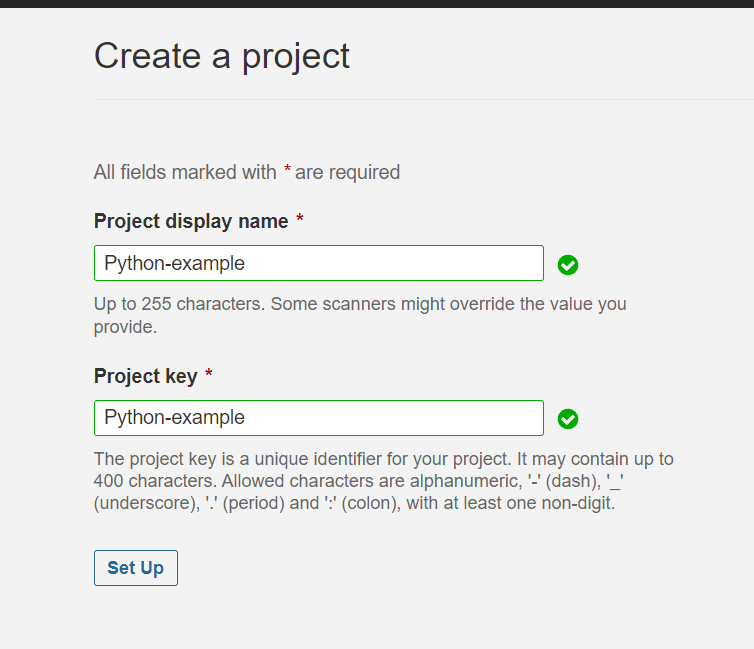 Create a project
All fields marked with * are required
Project display name *
Python-example
Up to 255 characters. Some scanners might override the value you
provide.
Project key *
Python-example
The project key is a unique identifier for your project. It may contain up to
400 characters. Allowed characters are alphanumeric, '-' (dash), '_'
(underscore), '.' (period) and ':' (colon), with at least one non-digit.
Set Up